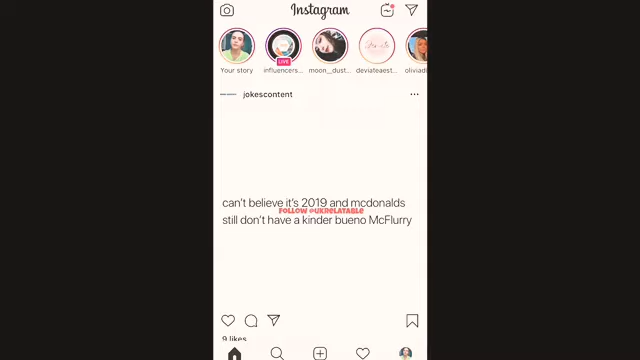 Instagram
Your story
influencers...
LIVE
moon_dust...
deviateaest...
oliviadi
jokescontent
can't believe it's 2019 and mcdonalds
FOLLOW @UKRELATABLE
still don't have a kinder bueno McFlurry
9 likes